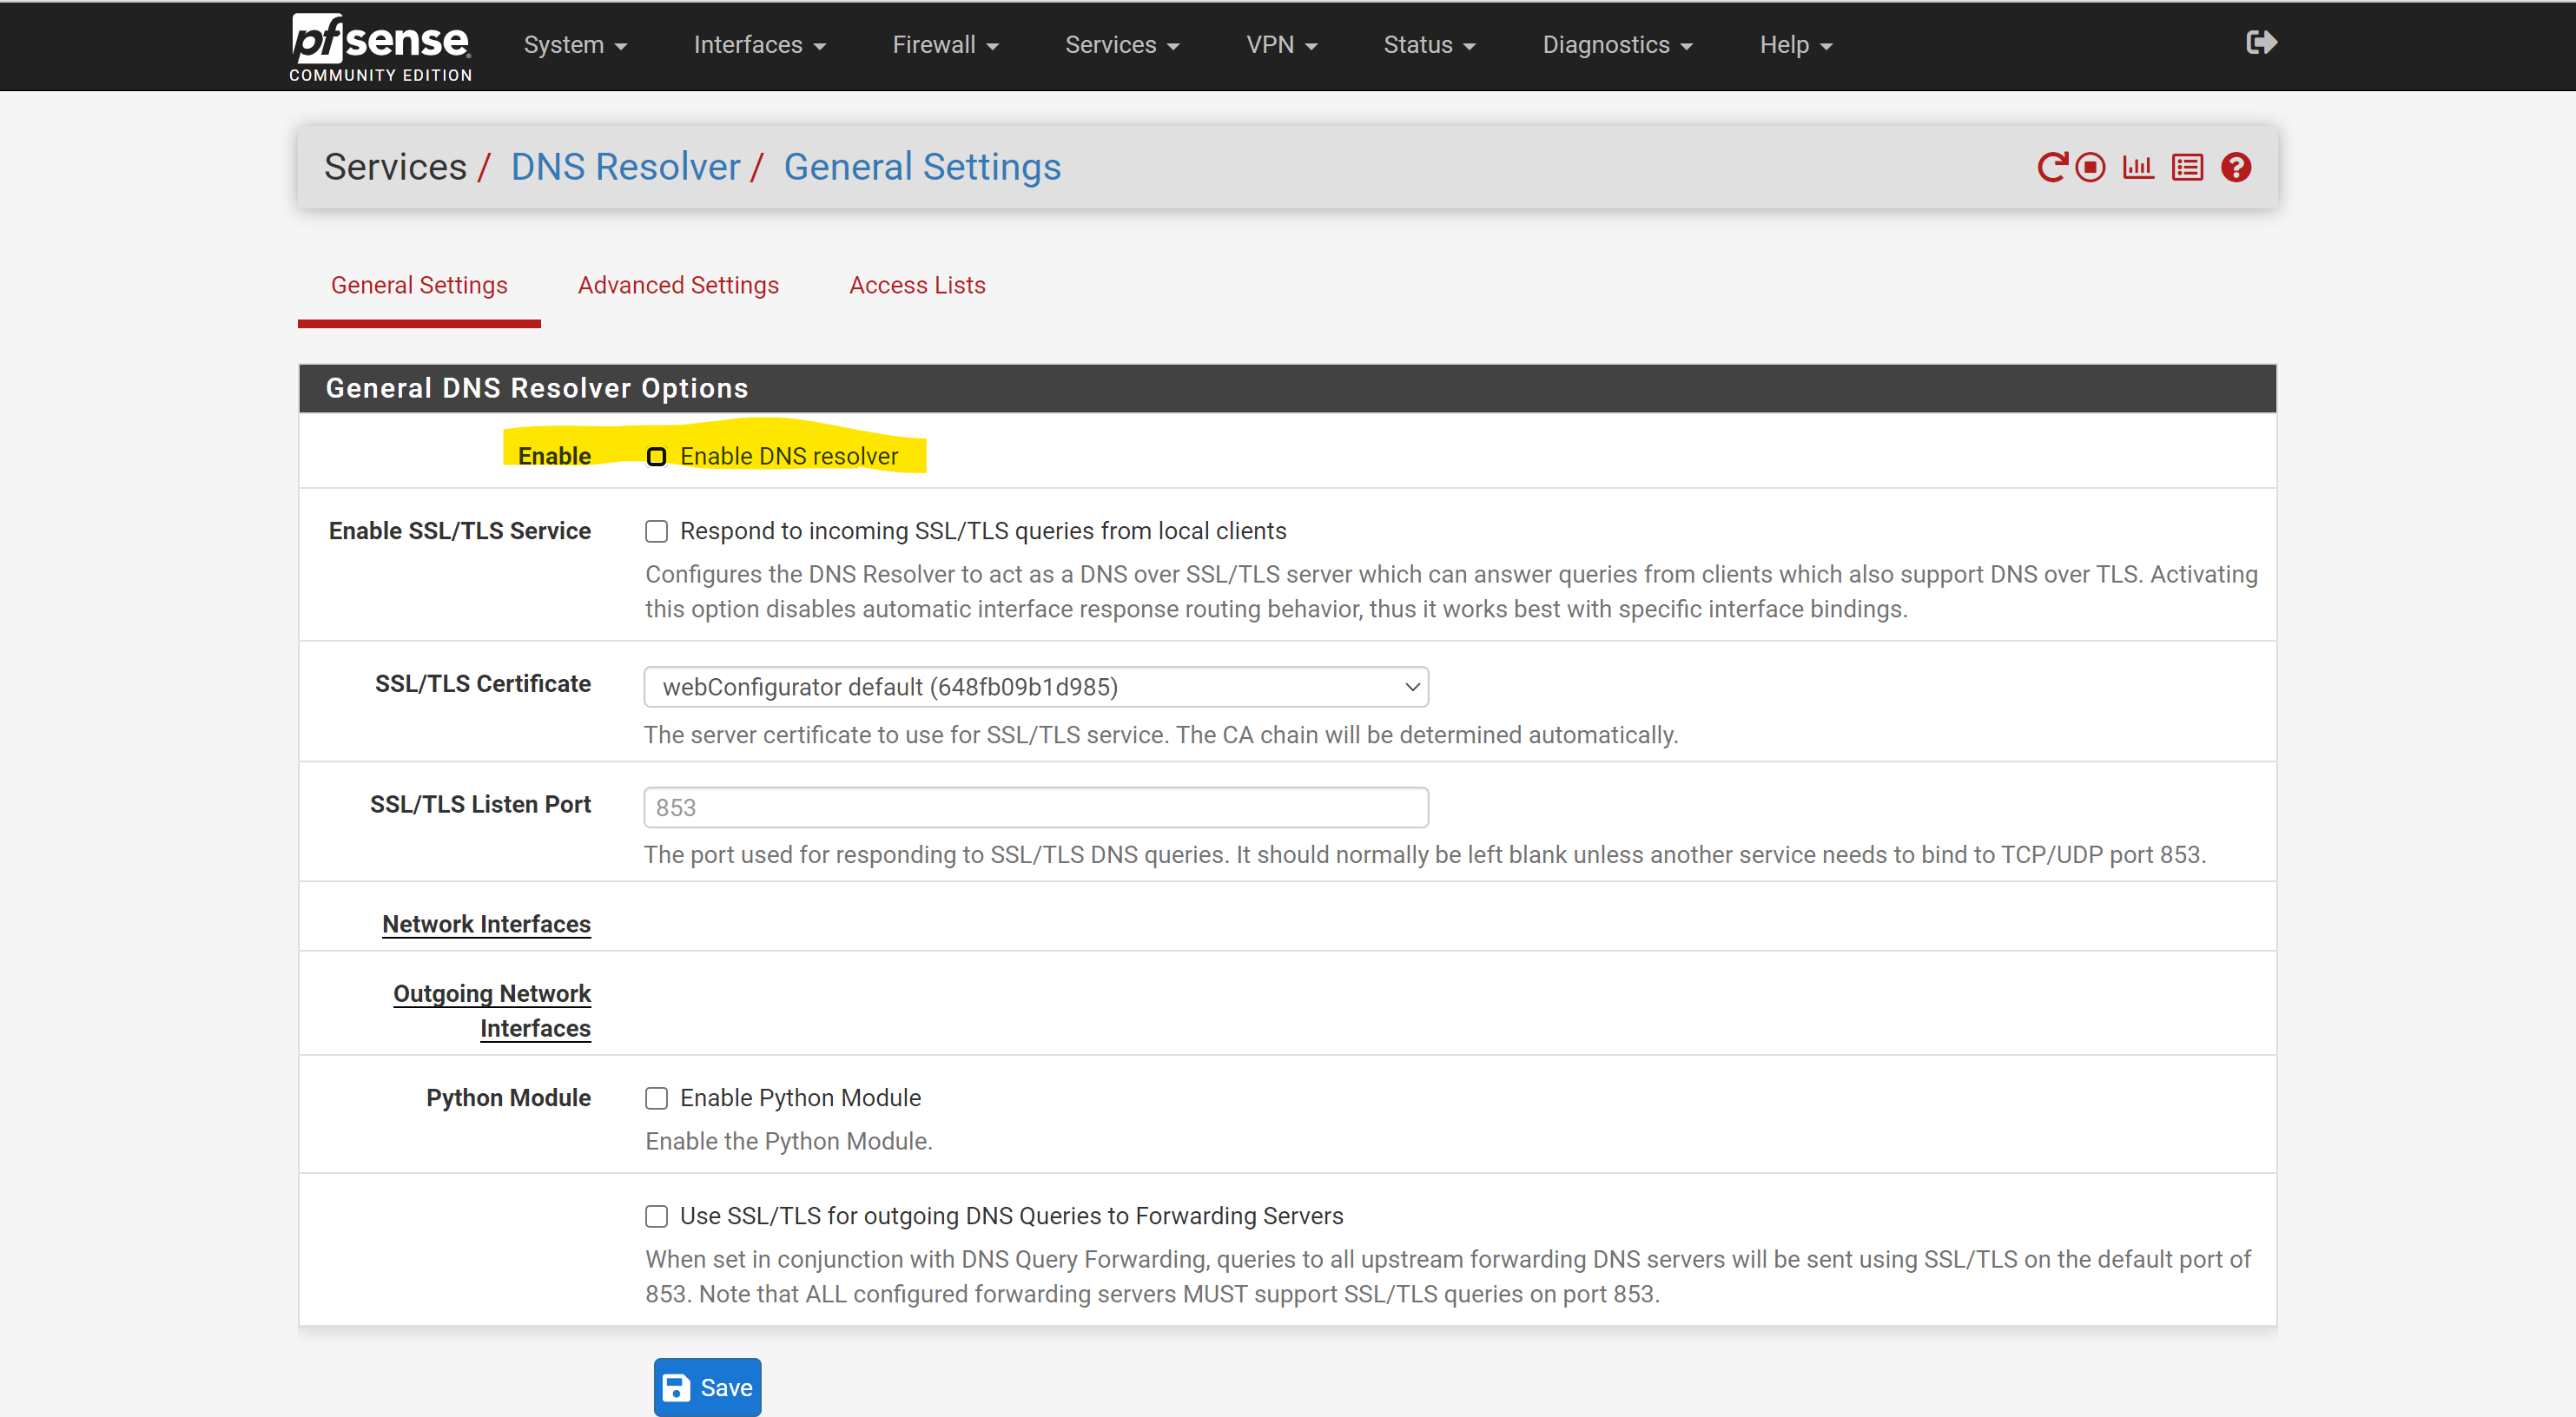 pfsense
COMMUNITY EDITION
System
Interfaces
Firewall
Services
VPN
Status
Diagnostics
Help
Services / DNS Resolver / General Settings
General Settings
Advanced Settings
Access Lists
General DNS Resolver Options
Enable
Enable DNS resolver
Enable SSL/TLS Service
Respond to incoming SSL/TLS queries from local clients
Configures the DNS Resolver to act as a DNS over SSL/TLS server which can answer queries from clients which also support DNS over TLS. Activating
this option disables automatic interface response routing behavior, thus it works best with specific interface bindings.
SSL/TLS Certificate
webConfigurator default (648fb09b1d985)
The server certificate to use for SSL/TLS service. The CA chain will be determined automatically.
SSL/TLS Listen Port
853
The port used for responding to SSL/TLS DNS queries. It should normally be left blank unless another service needs to bind to TCP/UDP port 853.
Network Interfaces
Outgoing Network
Interfaces
Python Module
Enable Python Module
Enable the Python Module.
Use SSL/TLS for outgoing DNS Queries to Forwarding Servers
When set in conjunction with DNS Query Forwarding, queries to all upstream forwarding DNS servers will be sent using SSL/TLS on the default port of
853. Note that ALL configured forwarding servers MUST support SSL/TLS queries on port 853.
Save